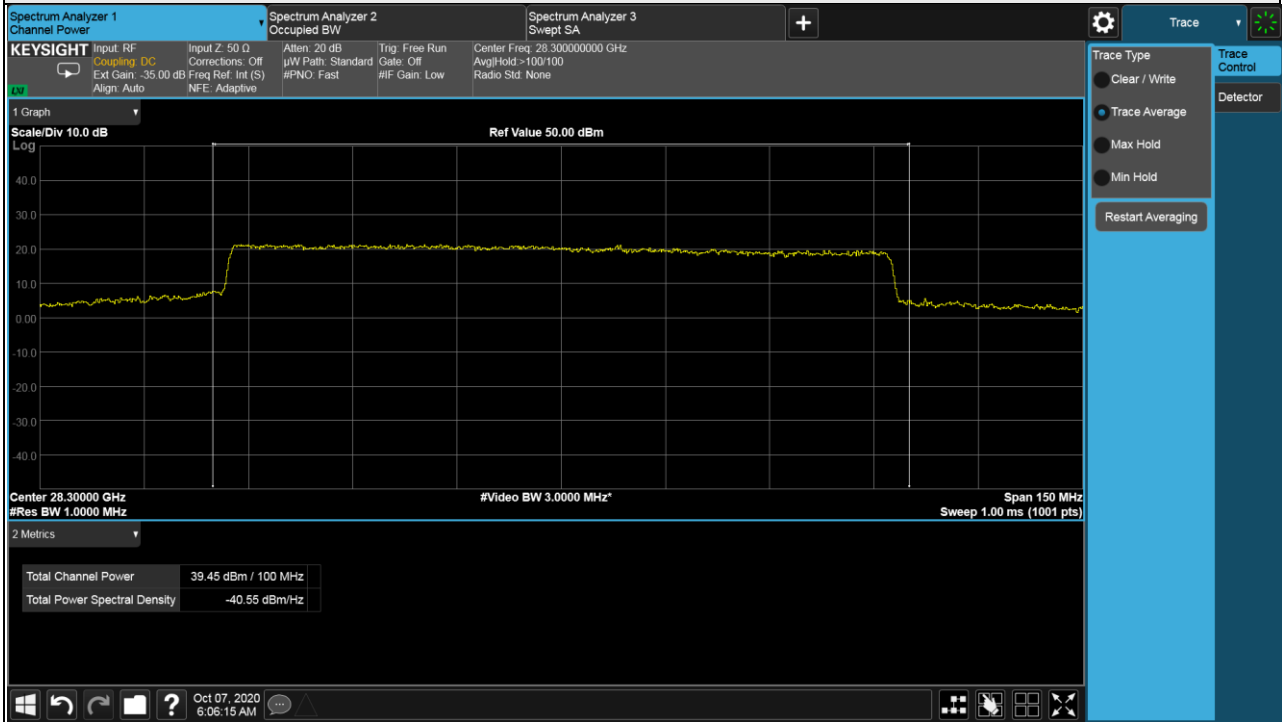 Spectrum Analyzer 1
Channel Power
Spectrum Analyzer 2
Occupied BW
Spectrum Analyzer 3
Swept SA
+
Trace
KEYSIGHT
Input: RF
Coupling: DC
Ext Gain: -35.00 dB
Align: Auto
Input Z: 50 Ω
Corrections: Off
Freq Ref: Int (S)
NFE: Adaptive
Atten: 20 dB
µW Path: Standard
#PNO: Fast
Trig: Free Run
Gate: Off
#IF Gain: Low
Center Freq: 28.300000000 GHz
Avg|Hold:>100/100
Radio Std: None
LXI
Trace Type
Clear / Write
Trace Average
Max Hold
Min Hold
Restart Averaging
Trace
Control
Detector
1 Graph
Scale/Div 10.0 dB
Ref Value 50.00 dBm
Log
40.0
30.0
20.0
10.0
0.00
-10.0
-20.0
-30.0
-40.0
Center 28.30000 GHz
#Video BW 3.0000 MHz*
Span 150 MHz
#Res BW 1.0000 MHz
Sweep 1.00 ms (1001 pts)
2 Metrics
Total Channel Power 39.45 dBm / 100 MHz
Total Power Spectral Density -40.55 dBm/Hz
?
Oct 07, 2020
6:06:15 AM